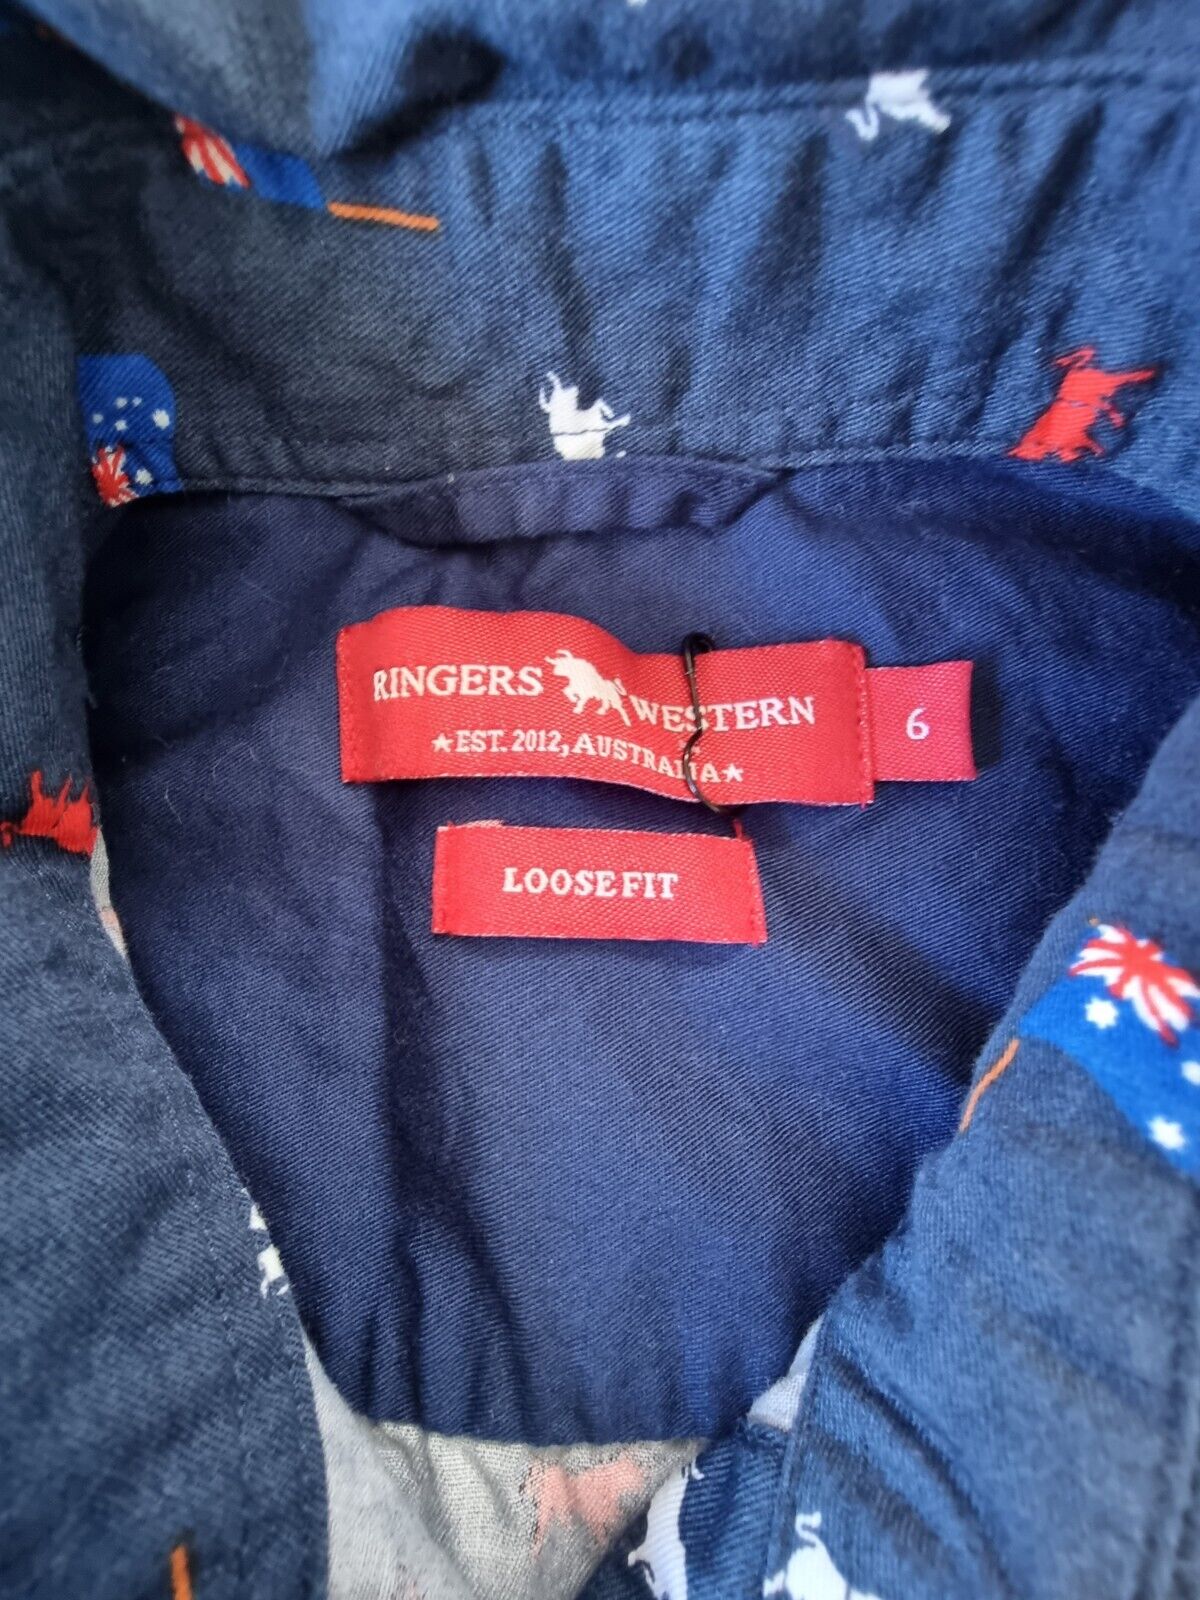 RINGERS WESTERN
★EST. 2012, AUSTRALIA★
6
LOOSE FIT